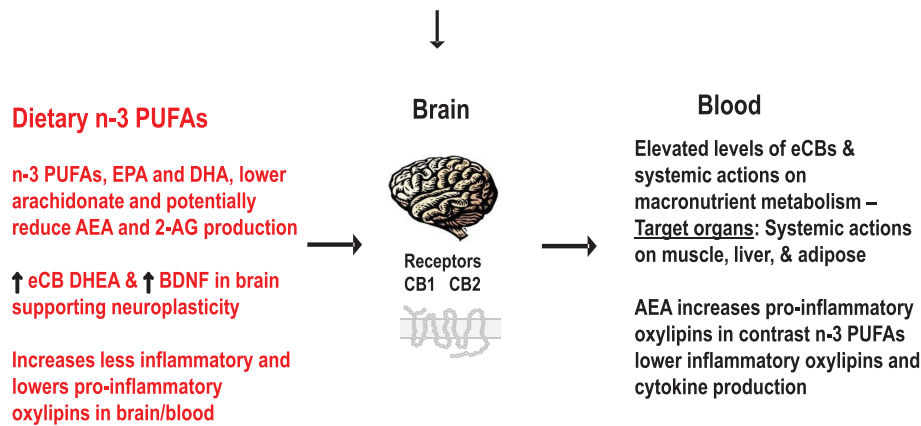 Dietary n-3 PUFAs
n-3 PUFAs, EPA and DHA, lower
arachidonate and potentially
reduce AEA and 2-AG production
↑ eCB DHEA & ↑ BDNF in brain
supporting neuroplasticity
Increases less inflammatory and
lowers pro-inflammatory
oxylipins in brain/blood
Brain
Receptors
CB1 CB2
Blood
Elevated levels of eCBs &
systemic actions on
macronutrient metabolism –
Target organs: Systemic actions
on muscle, liver, & adipose
AEA increases pro-inflammatory
oxylipins in contrast n-3 PUFAs
lower inflammatory oxylipins and
cytokine production